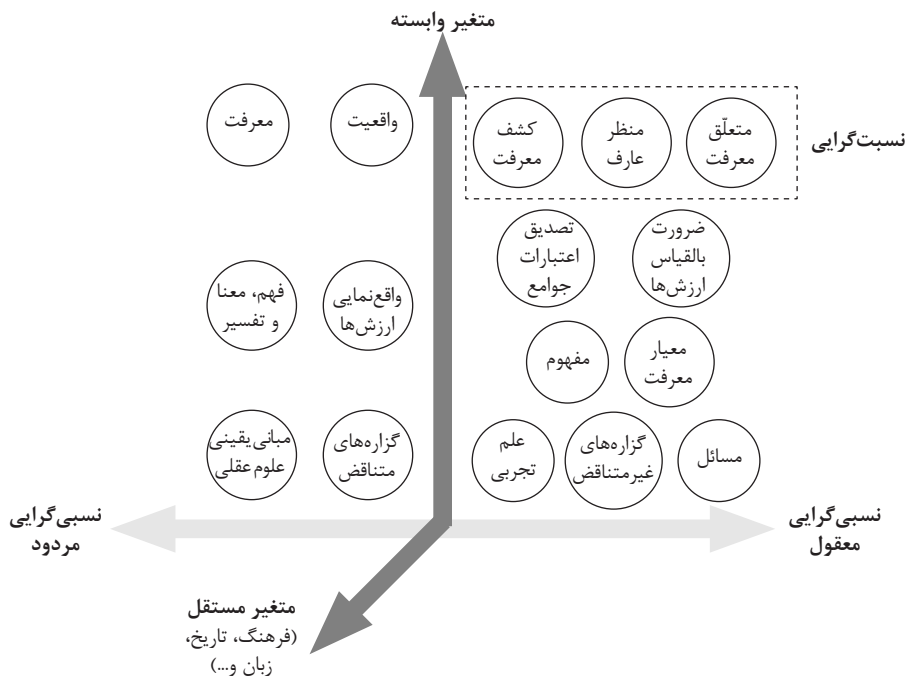 متغیر وابسته
نسبت‌گرایی
متعلّق
معرفت
منظر
عارف
کشف
معرفت
واقعیت
معرفت
ضرورت
بالقیاس
ارزش‌ها
تصدیق
اعتبارات
جوامع
واقع‌نمایی
ارزش‌ها
فهم، معنا
و تفسیر
معیار
معرفت
مفهوم
مسائل
گزاره‌های
غیرمتناقض
علم
تجربی
گزاره‌های
متناقض
مبانی یقینی
علوم عقلی
نسبی‌گرایی
معقول
نسبی‌گرایی
مردود
متغیر مستقل
(فرهنگ، تاریخ،
زبان و...)